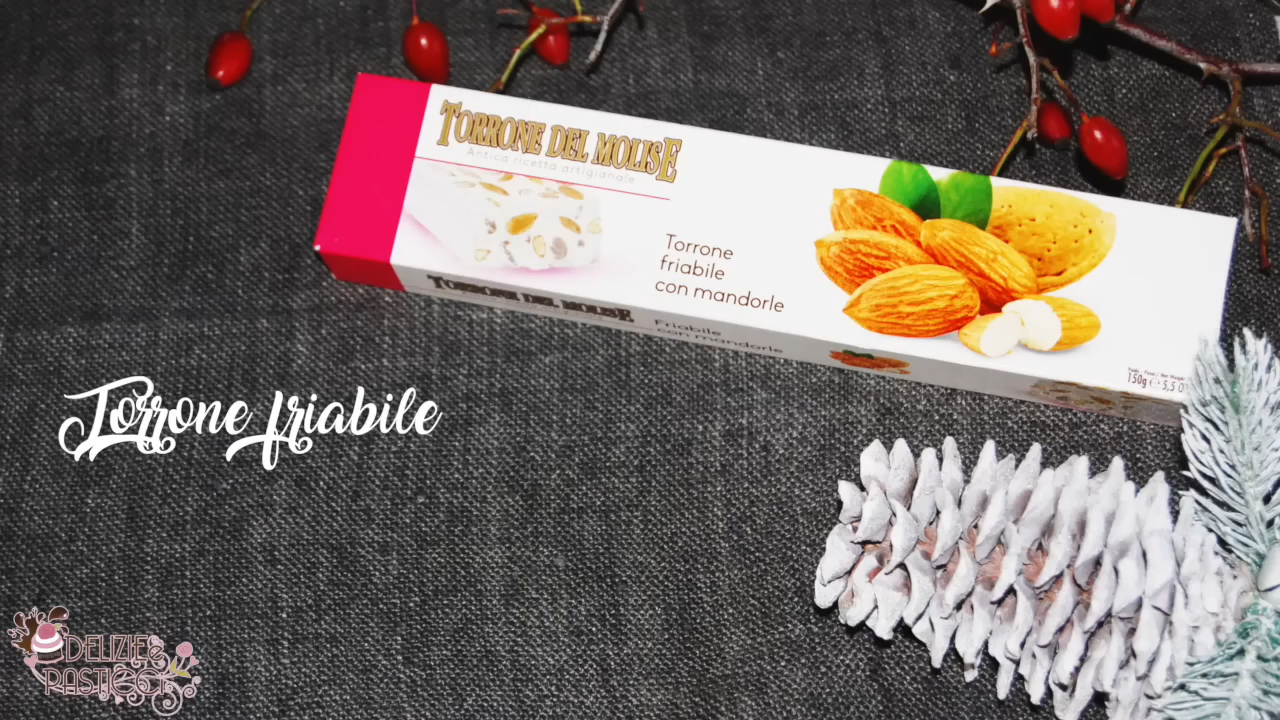 TORRONE DEL MOLISE
Antica ricetta artigianale
Torrone
friabile
con mandorle
TORRONE DEL MOLISE
Friabile
con mandorle
150g ℮ 5,5
Torrone friabile
DELIZIE &
PASTICCI